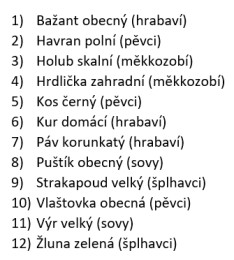 1) Bažant obecný (hrabaví)
2) Havran polní (pěvci)
3) Holub skalní (měkkozobí)
4) Hrdlička zahradní (měkkozobí)
5) Kos černý (pěvci)
6) Kur domácí (hrabaví)
7) Páv korunkatý (hrabaví)
8) Puštík obecný (sovy)
9) Strakapoud velký (šplhavci)
10) Vlaštovka obecná (pěvci)
11) Výr velký (sovy)
12) Žluna zelená (šplhavci)